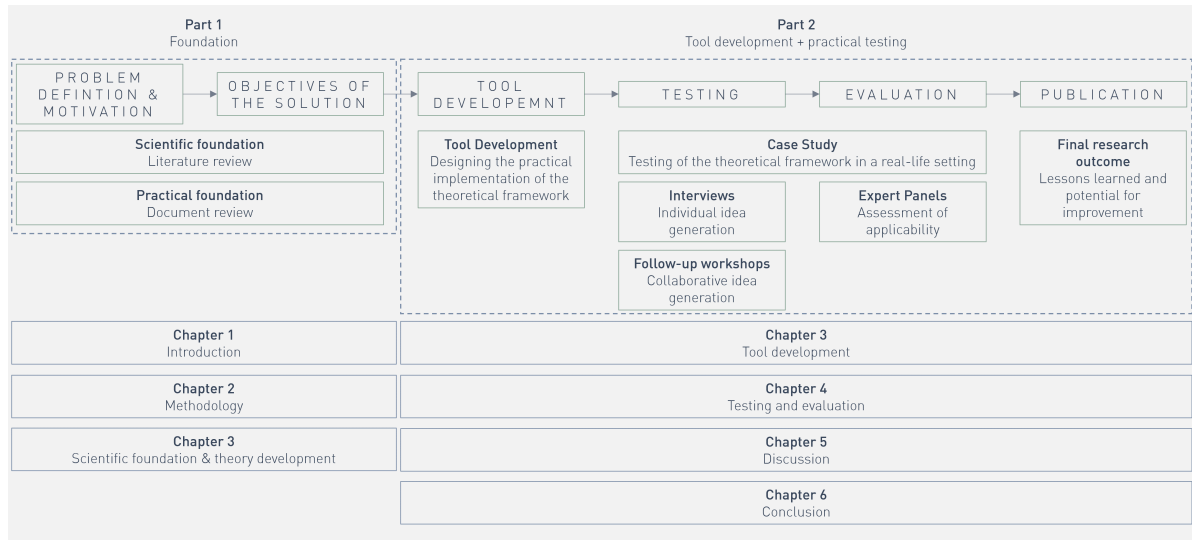 Part 1
Foundation
Part 2
Tool development + practical testing
PROBLEM
DEFINTION &
MOTIVATION
OBJECTIVES OF
THE SOLUTION
TOOL
DEVELOPEMNT
TESTING
EVALUATION
PUBLICATION
Scientific foundation
Literature review
Practical foundation
Document review
Tool Development
Designing the practical
implementation of the
theoretical framework
Case Study
Testing of the theoretical framework in a real-life setting
Interviews
Individual idea
generation
Follow-up workshops
Collaborative idea
generation
Expert Panels
Assessment of
applicability
Final research
outcome
Lessons learned and
potential for
improvement
Chapter 1
Introduction
Chapter 2
Methodology
Chapter 3
Scientific foundation & theory development
Chapter 3
Tool development
Chapter 4
Testing and evaluation
Chapter 5
Discussion
Chapter 6
Conclusion